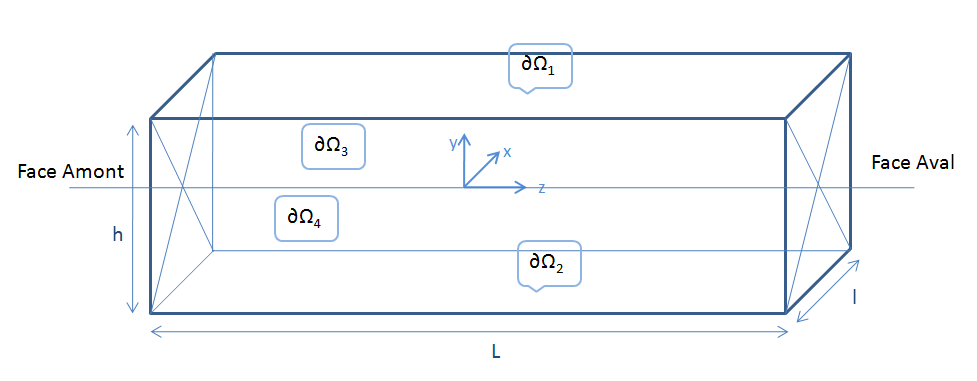 ∂Ω₁
∂Ω₃
y
x
Face Amont
Face Aval
z
∂Ω₄
h
∂Ω₂
l
L